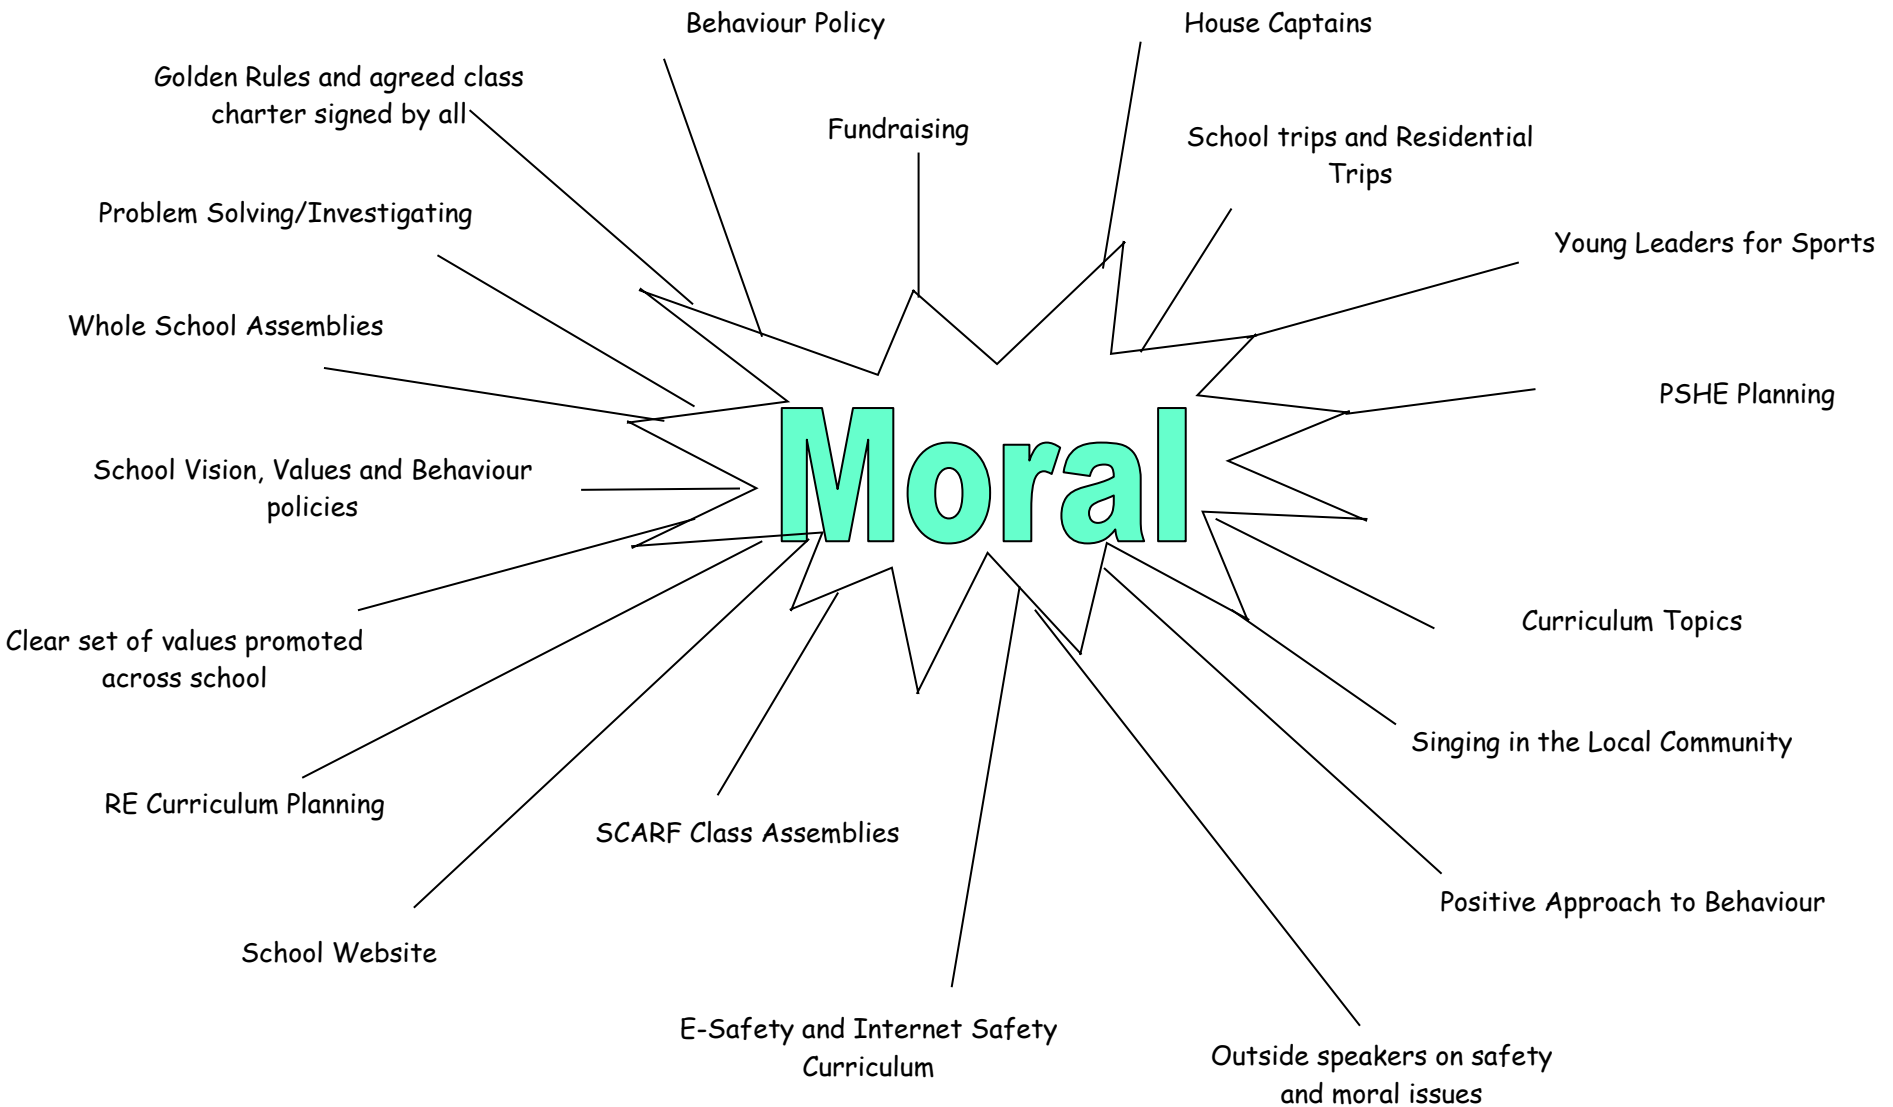 Behaviour Policy
House Captains
Golden Rules and agreed class
charter signed by all
Fundraising
School trips and Residential
Trips
Problem Solving/Investigating
Young Leaders for Sports
Whole School Assemblies
PSHE Planning
Moral
School Vision, Values and Behaviour
policies
Clear set of values promoted
across school
Curriculum Topics
Singing in the Local Community
RE Curriculum Planning
SCARF Class Assemblies
Positive Approach to Behaviour
School Website
E-Safety and Internet Safety
Curriculum
Outside speakers on safety
and moral issues